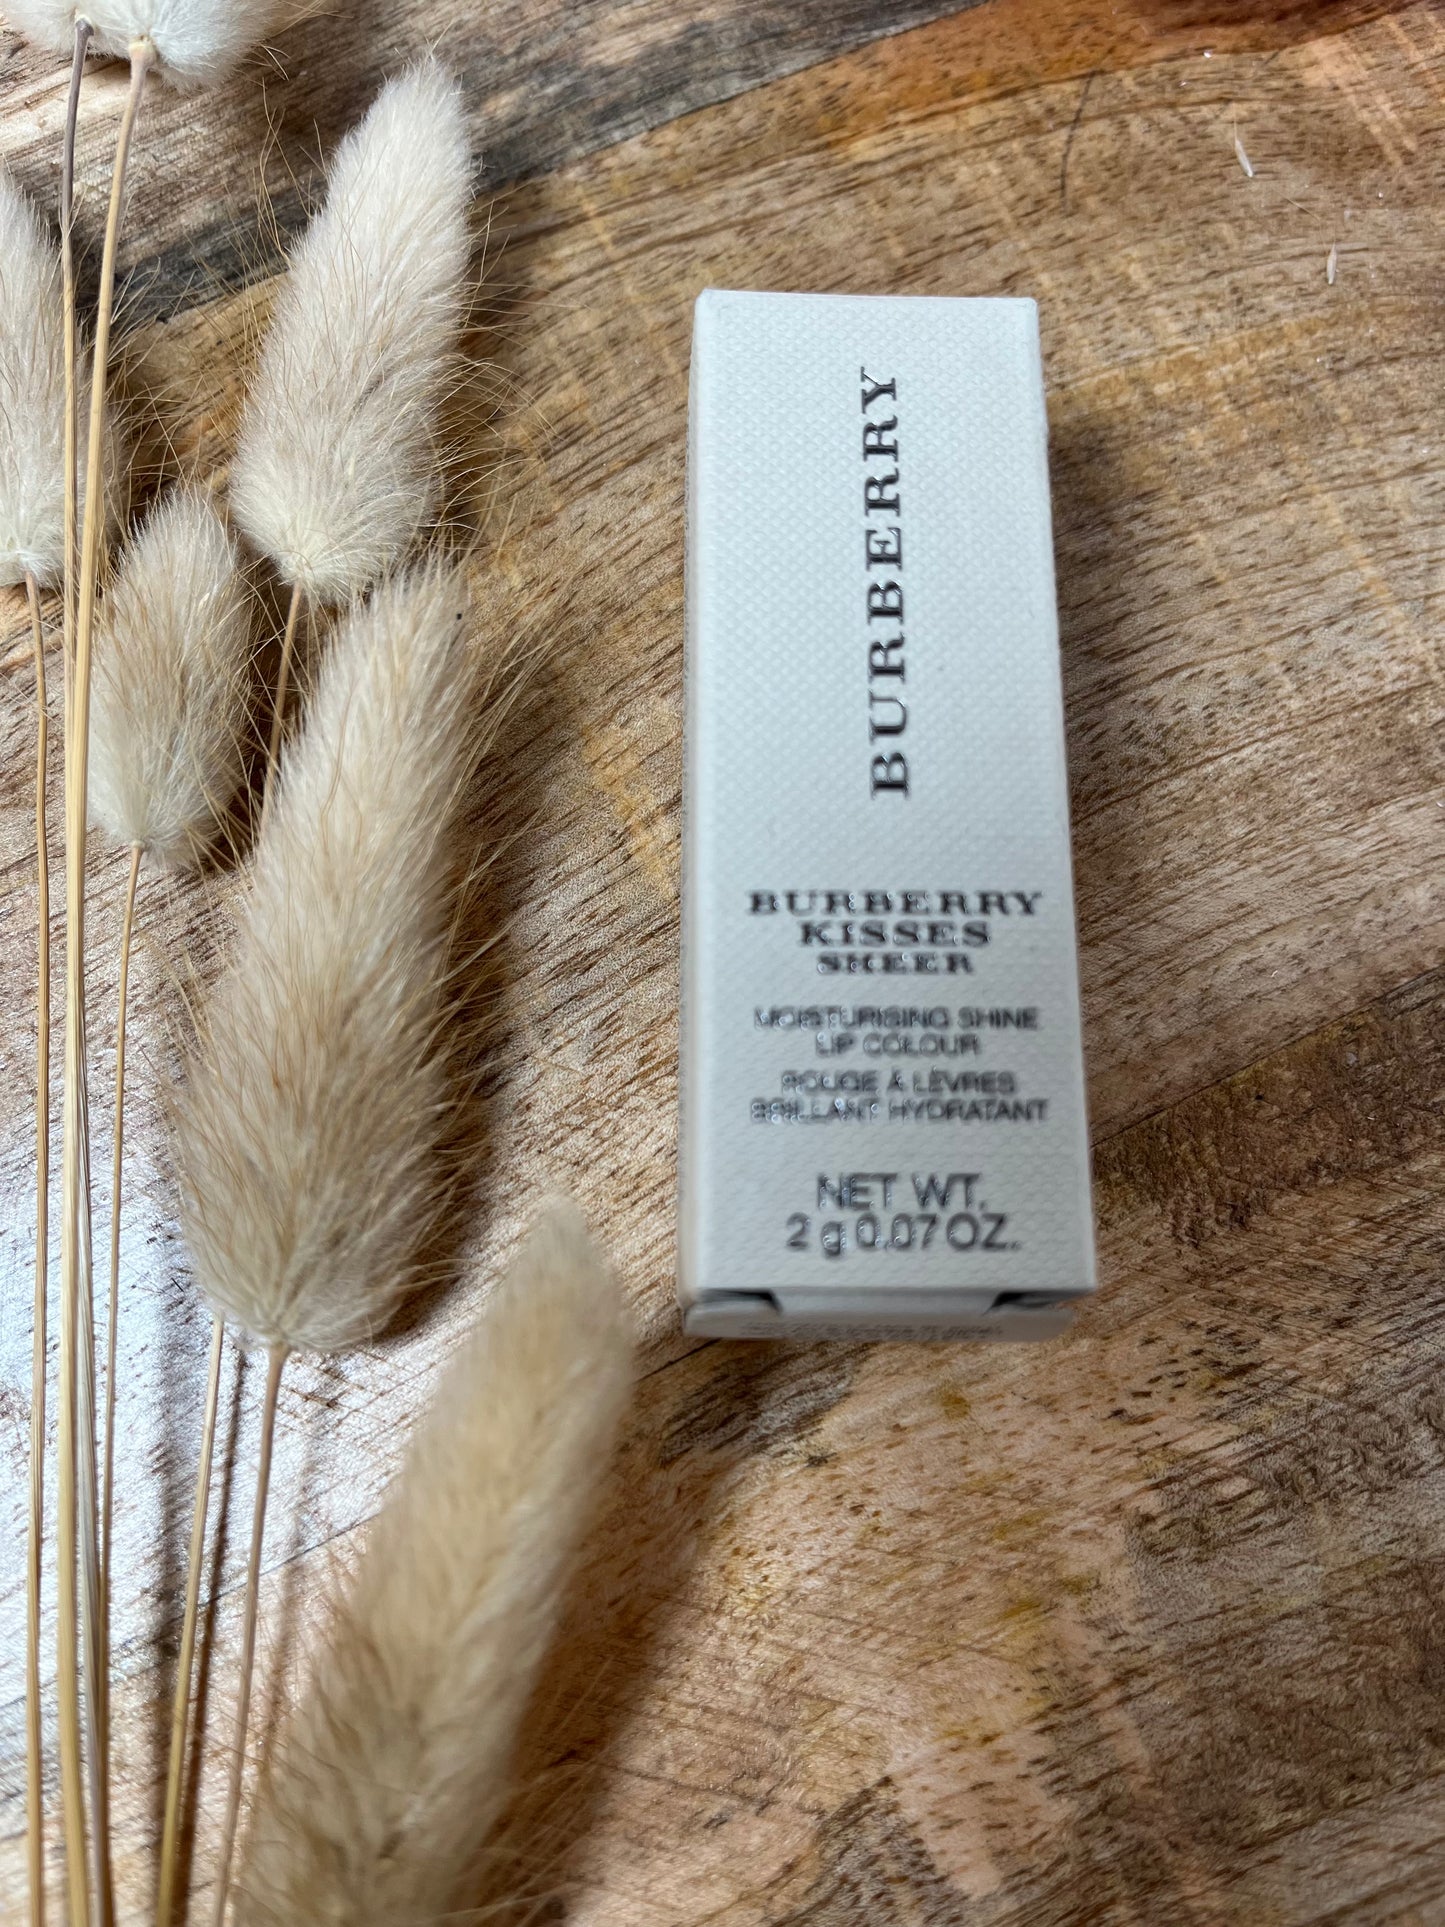 BURBERRY
BURBERRY
KISSES
SHEER
MOISTURISING SHINE
LIP COLOUR
ROUGE À LÈVRES
BRILLANT HYDRATANT
NET WT.
2 g 0.07 OZ.